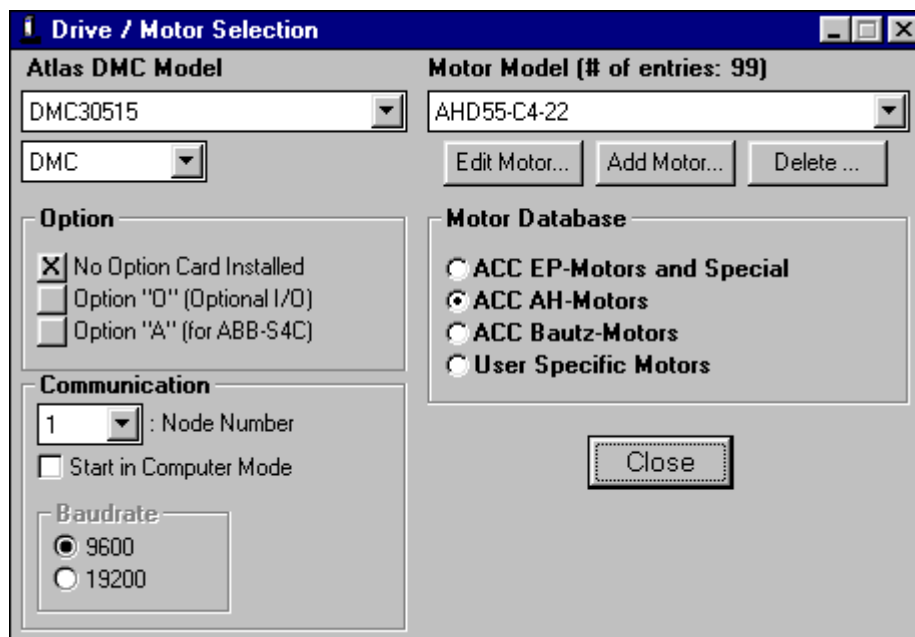 Drive / Motor Selection
Atlas DMC Model
DMC30515
DMC
Motor Model (# of entries: 99)
AHD55-C4-22
Edit Motor...
Add Motor...
Delete ...
Option
X No Option Card Installed
Option "O" (Optional I/O)
Option "A" (for ABB-S4C)
Communication
1 : Node Number
Start in Computer Mode
Baudrate
9600
19200
Motor Database
ACC EP-Motors and Special
ACC AH-Motors
ACC Bautz-Motors
User Specific Motors
Close